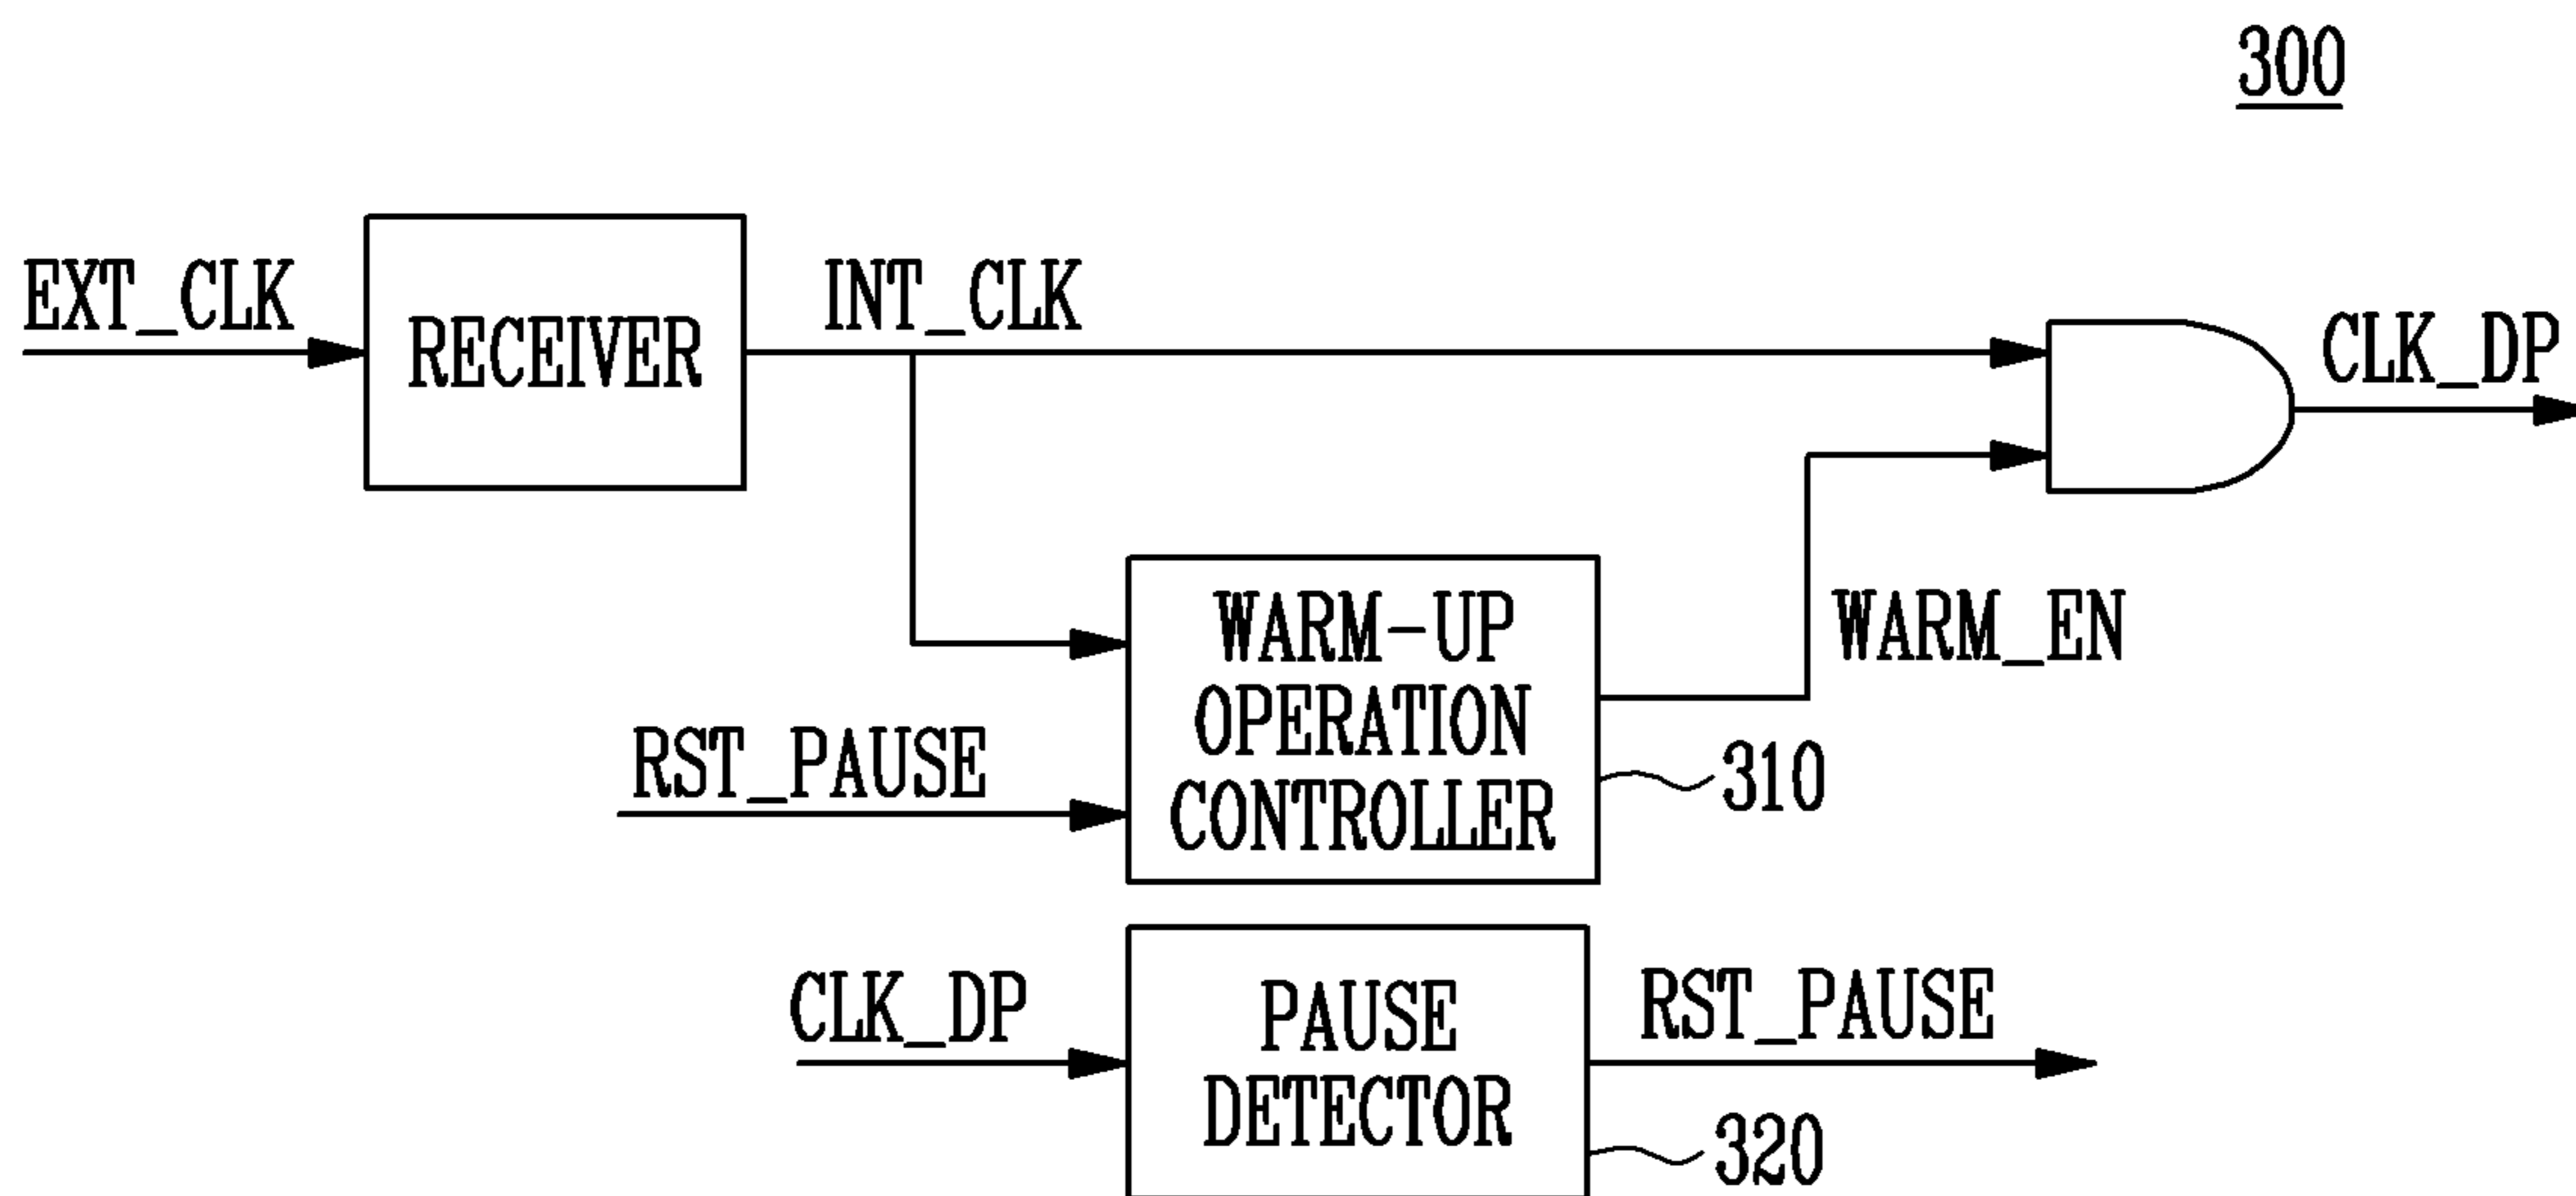 300
EXT_CLK
RECEIVER
INT_CLK
CLK_DP
WARM-UP
OPERATION
CONTROLLER
WARM_EN
RST_PAUSE
310
CLK_DP
PAUSE
DETECTOR
RST_PAUSE
320